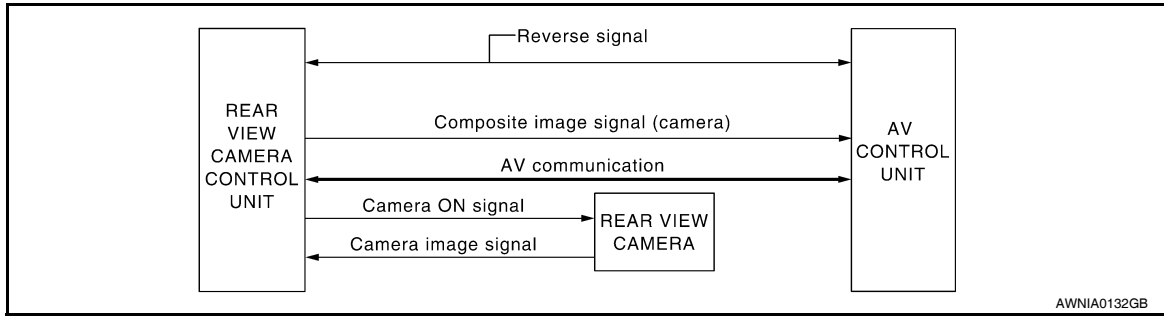 Reverse signal
REAR
VIEW
CAMERA
CONTROL
UNIT
Composite image signal (camera)
AV communication
Camera ON signal
Camera image signal
REAR VIEW
CAMERA
AV
CONTROL
UNIT
AWNIA0132GB